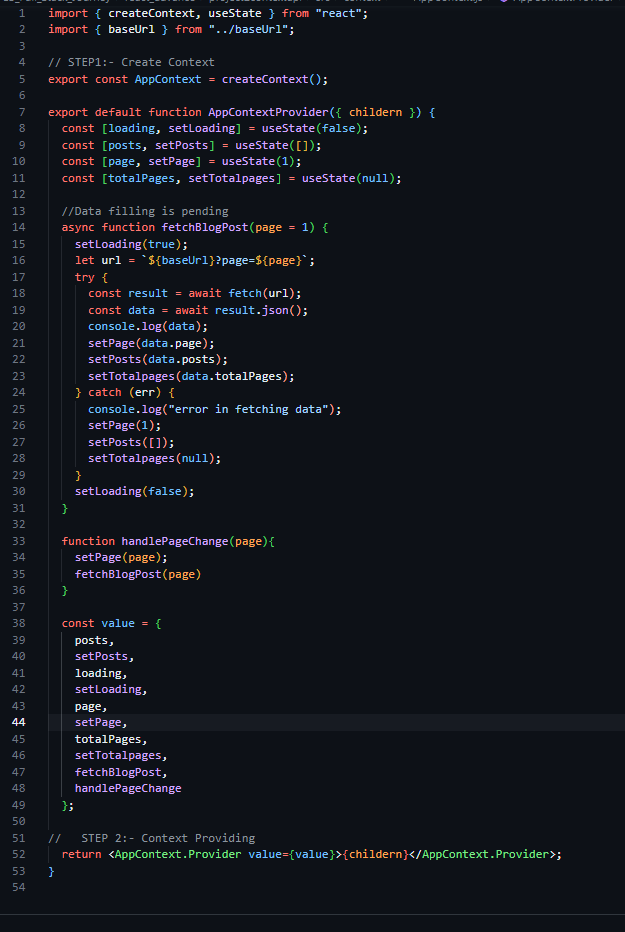 1 import { createContext, useState } from "react";
2 import { baseUrl } from "../baseUrl";
3
4 // STEP1:- Create Context
5 export const AppContext = createContext();
6
7 export default function AppContextProvider({ childern }) {
8 const [loading, setLoading] = useState(false);
9 const [posts, setPosts] = useState([]);
10 const [page, setPage] = useState(1);
11 const [totalPages, setTotalpages] = useState(null);
12
13 //Data filling is pending
14 async function fetchBlogPost(page = 1) {
15 setLoading(true);
16 let url = `${baseUrl}?page=${page}`;
17 try {
18 const result = await fetch(url);
19 const data = await result.json();
20 console.log(data);
21 setPage(data.page);
22 setPosts(data.posts);
23 setTotalpages(data.totalPages);
24 } catch (err) {
25 console.log("error in fetching data");
26 setPage(1);
27 setPosts([]);
28 setTotalpages(null);
29 }
30 setLoading(false);
31 }
32
33 function handlePageChange(page){
34 setPage(page);
35 fetchBlogPost(page)
36 }
37
38 const value = {
39 posts,
40 setPosts,
41 loading,
42 setLoading,
43 page,
44 setPage,
45 totalPages,
46 setTotalpages,
47 fetchBlogPost,
48 handlePageChange
49 };
50
51 // STEP 2:- Context Providing
52 return <AppContext.Provider value={value}>{childern}</AppContext.Provider>;
53 }
54